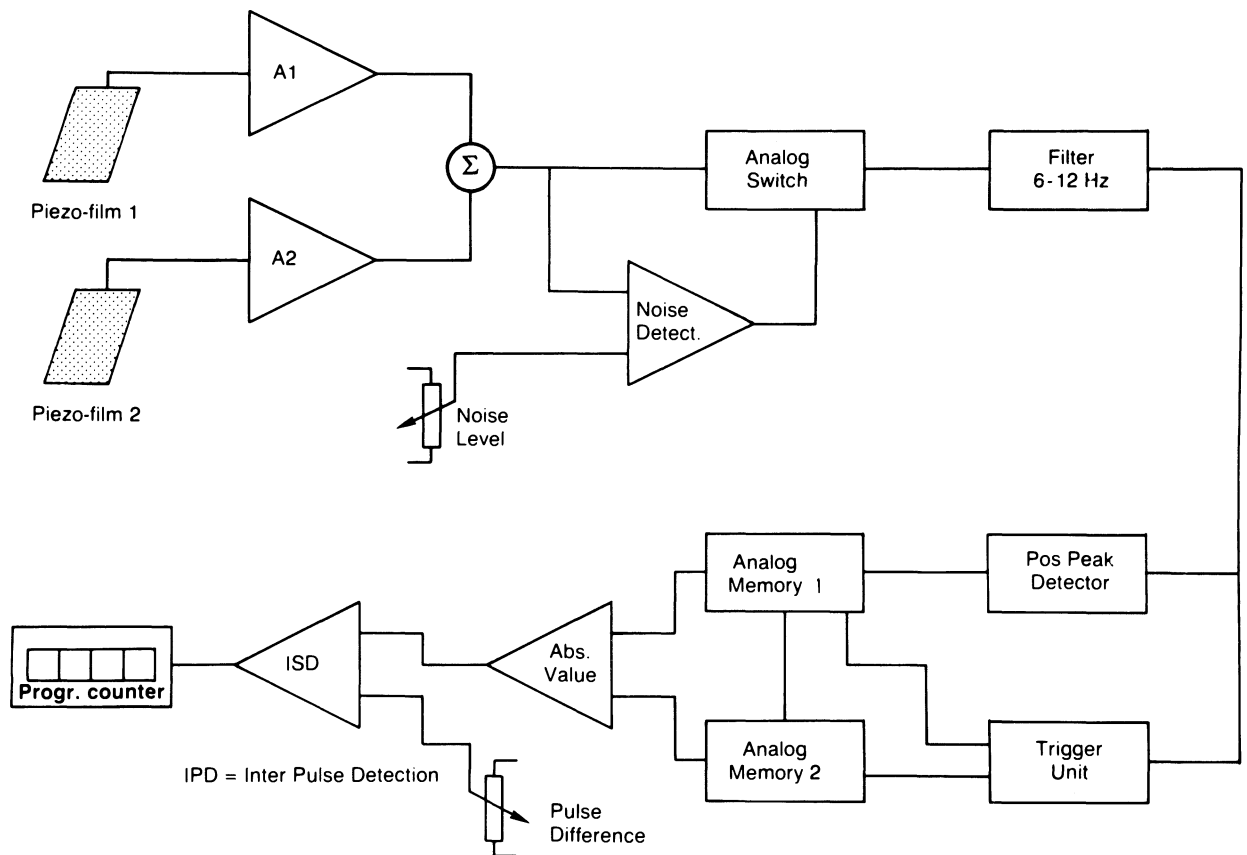 A1
Piezo-film 1
A2
Piezo-film 2
Σ
Analog
Switch
Filter
6-12 Hz
Noise
Detect.
Noise
Level
Analog
Memory 1
Pos Peak
Detector
Abs.
Value
ISD
Progr. counter
Analog
Memory 2
Trigger
Unit
IPD = Inter Pulse Detection
Pulse
Difference